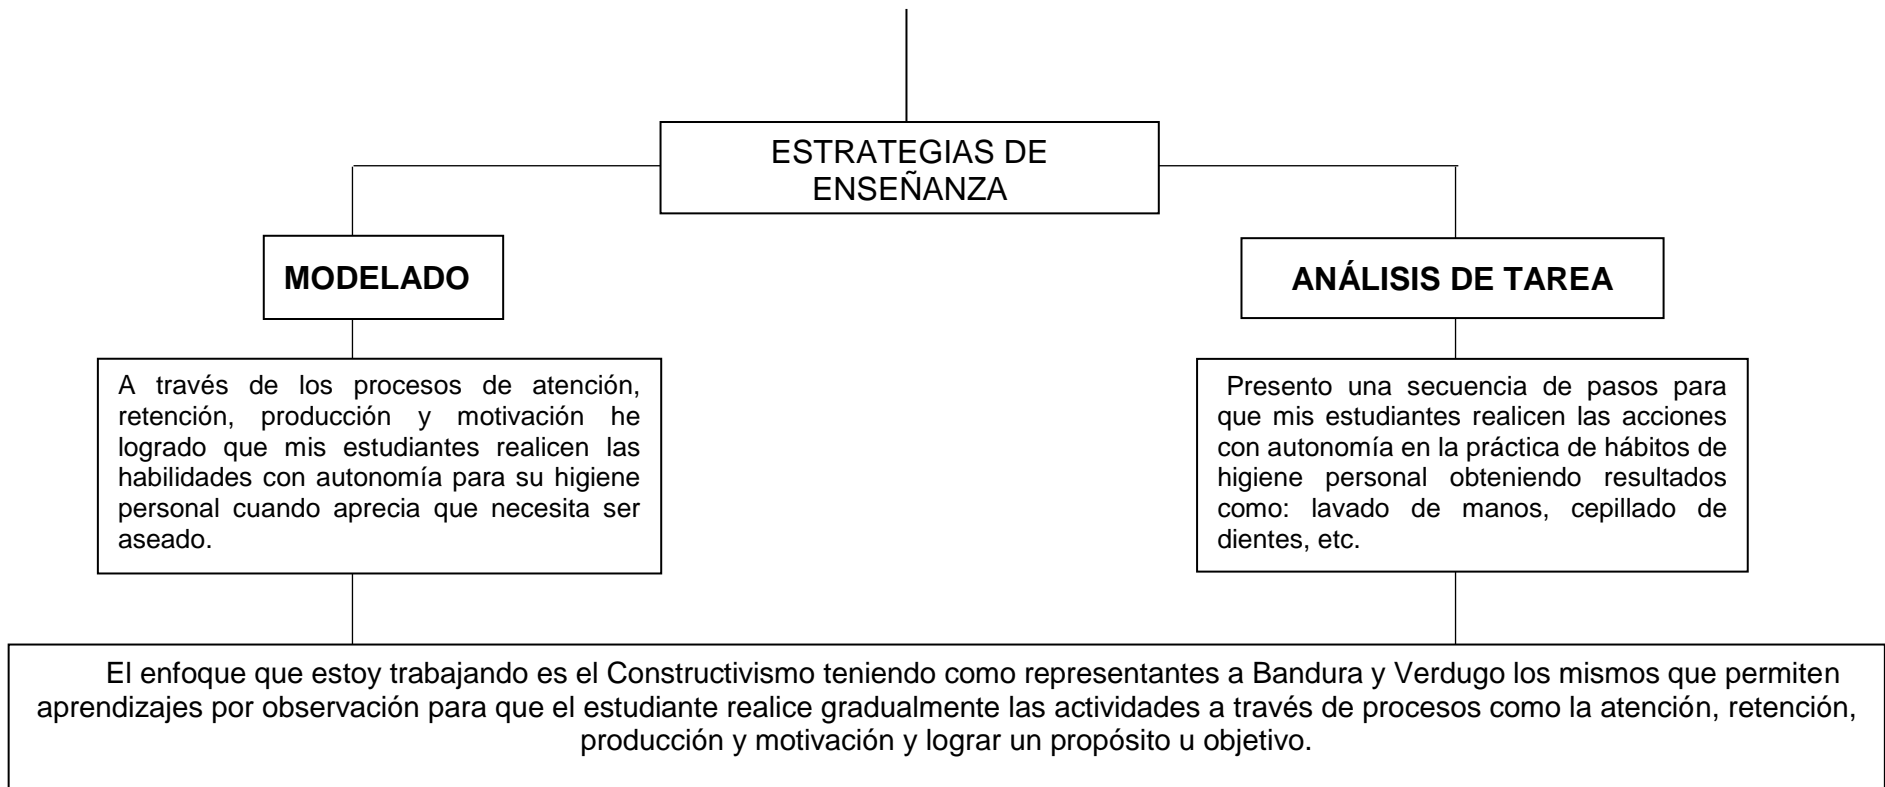 ESTRATEGIAS DE
ENSEÑANZA
MODELADO
A través de los procesos de atención,
retención, producción y motivación he
logrado que mis estudiantes realicen las
habilidades con autonomía para su higiene
personal cuando aprecia que necesita ser
aseado.
ANÁLISIS DE TAREA
Presento una secuencia de pasos para
que mis estudiantes realicen las acciones
con autonomía en la práctica de hábitos de
higiene personal obteniendo resultados
como: lavado de manos, cepillado de
dientes, etc.
El enfoque que estoy trabajando es el Constructivismo teniendo como representantes a Bandura y Verdugo los mismos que permiten
aprendizajes por observación para que el estudiante realice gradualmente las actividades a través de procesos como la atención, retención,
producción y motivación y lograr un propósito u objetivo.